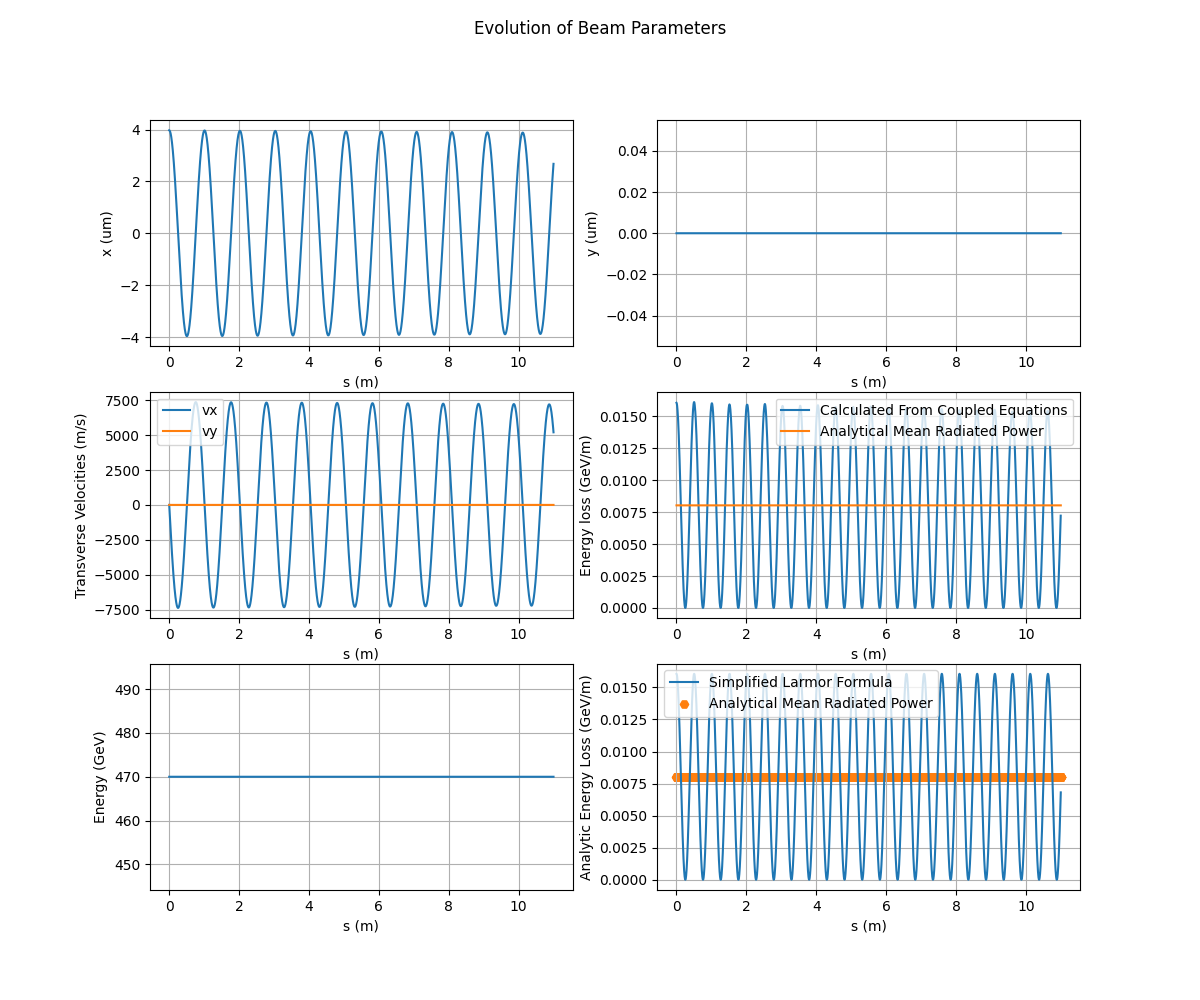 Evolution of Beam Parameters
4
2
0
−2
−4
x (um)
0 2 4 6 8 10
s (m)
0.04
0.02
0.00
−0.02
−0.04
y (um)
0 2 4 6 8 10
s (m)
7500
5000
2500
0
−2500
−5000
−7500
Transverse Velocities (m/s)
vx
vy
0 2 4 6 8 10
s (m)
0.0150
0.0125
0.0100
0.0075
0.0050
0.0025
0.0000
Energy loss (GeV/m)
Calculated From Coupled Equations
Analytical Mean Radiated Power
0 2 4 6 8 10
s (m)
490
480
470
460
450
Energy (GeV)
0 2 4 6 8 10
s (m)
0.0150
0.0125
0.0100
0.0075
0.0050
0.0025
0.0000
Analytic Energy Loss (GeV/m)
Simplified Larmor Formula
Analytical Mean Radiated Power
0 2 4 6 8 10
s (m)